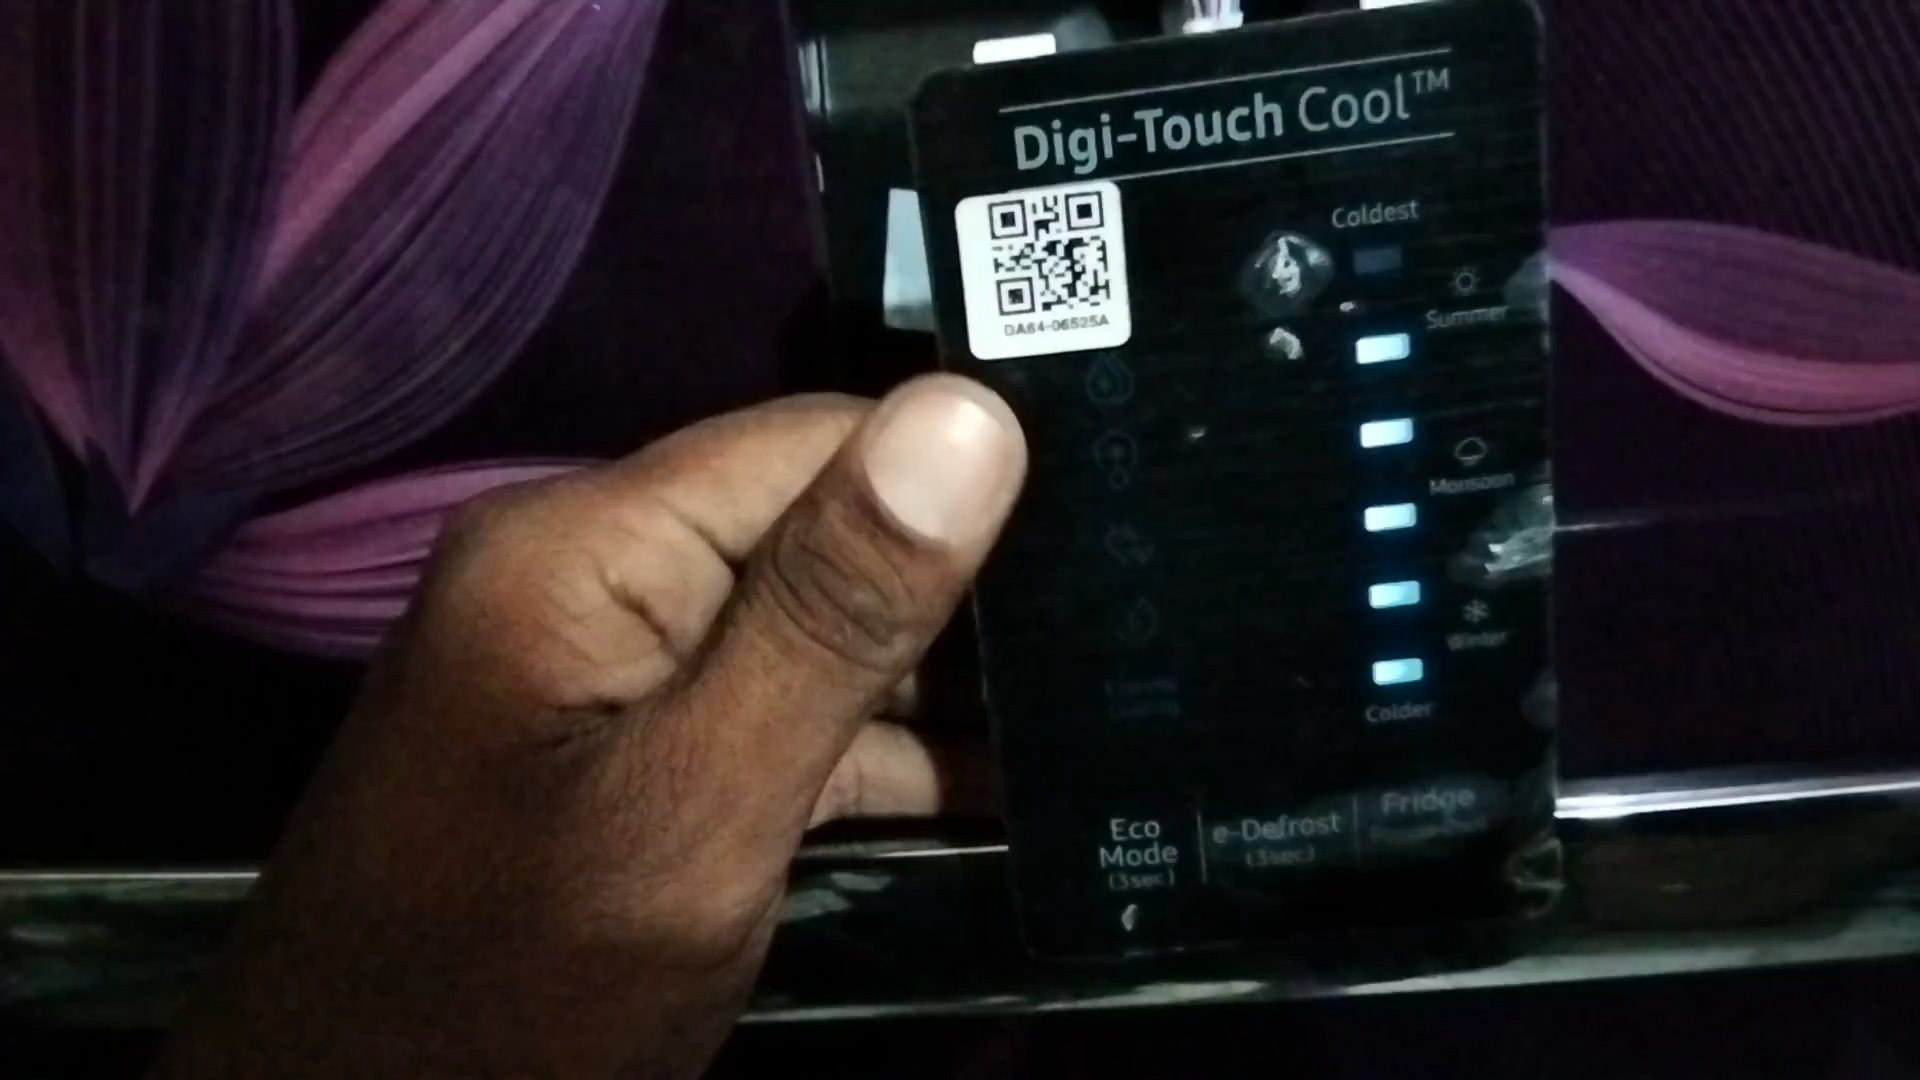 Digi-Touch Cool™
DA64-06525A
Coldest
Summer
Monsoon
Winter
Colder
Eco
Mode
(3sec)
e-Defrost
(3sec)
Fridge